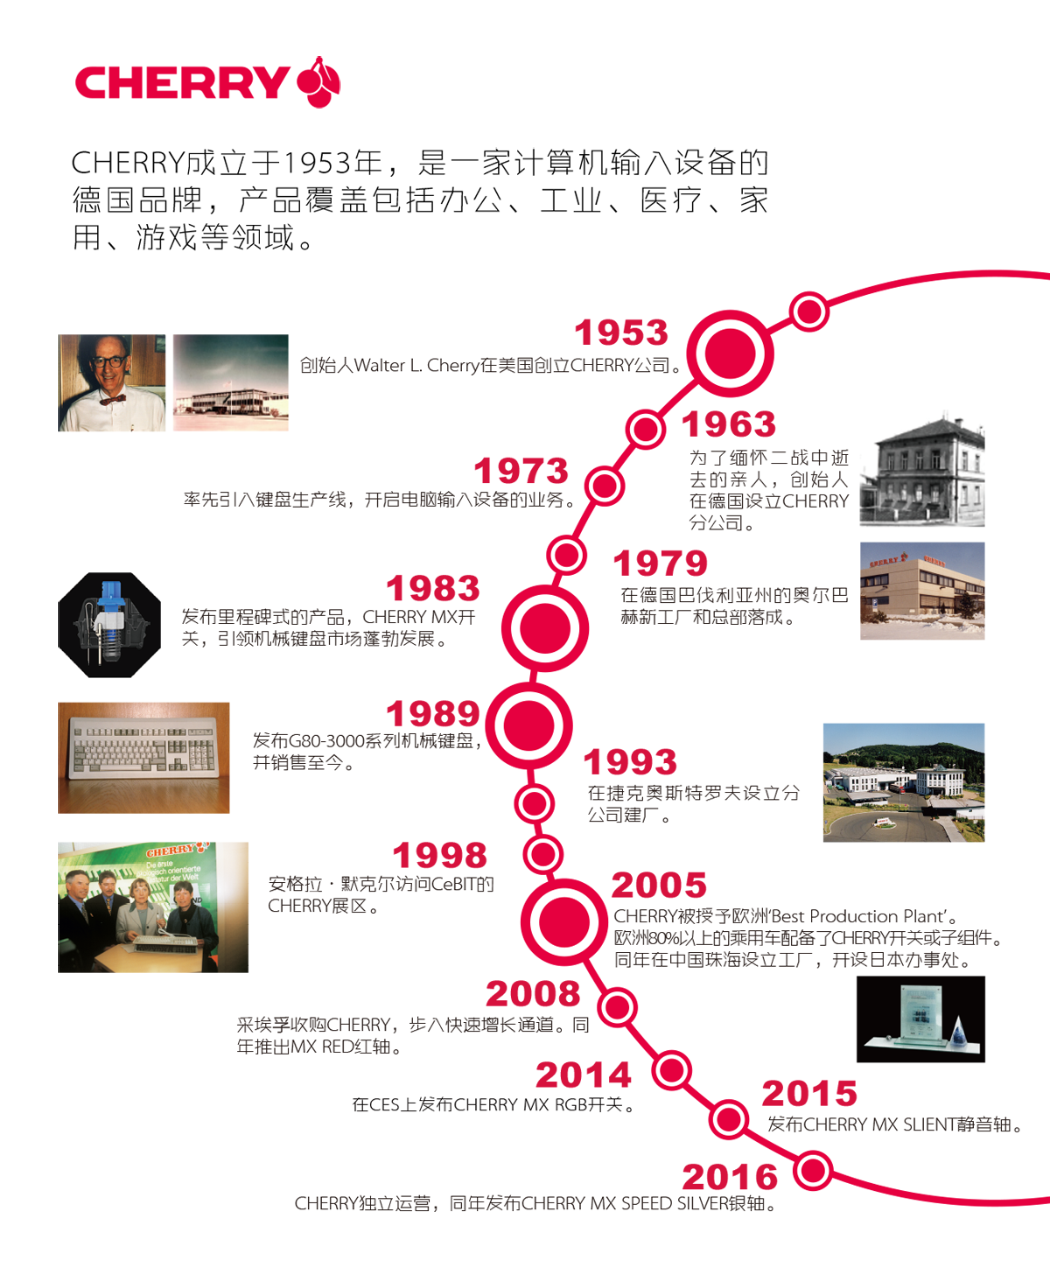 CHERRY
CHERRY成立于1953年，是一家计算机输入设备的
德国品牌，产品覆盖包括办公、工业、医疗、家
用、游戏等领域。
1953
创始人Walter L. Cherry在美国创立CHERRY公司。
1963
为了缅怀二战中逝
去的亲人，创始人
在德国设立CHERRY
分公司。
1973
率先引入键盘生产线，开启电脑输入设备的业务。
CHERRY
1979
在德国巴伐利亚州的奥尔巴
赫新工厂和总部落成。
1983
发布里程碑式的产品，CHERRY MX开
关，引领机械键盘市场蓬勃发展。
1989
发布G80-3000系列机械键盘，
并销售至今。
1993
在捷克奥斯特罗夫设立分
公司建厂。
CHERRY
Die erste
orientierte
der Welt
1998
安格拉·默克尔访问CeBIT的
CHERRY展区。
2005
CHERRY被授予欧洲‘Best Production Plant’。
欧洲80%以上的乘用车配备了CHERRY开关或子组件。
同年在中国珠海设立工厂，开设日本办事处。
2008
采埃孚收购CHERRY，步入快速增长通道。同
年推出MX RED红轴。
2014
在CES上发布CHERRY MX RGB开关。
2015
发布CHERRY MX SLIENT静音轴。
2016
CHERRY独立运营，同年发布CHERRY MX SPEED SILVER银轴。